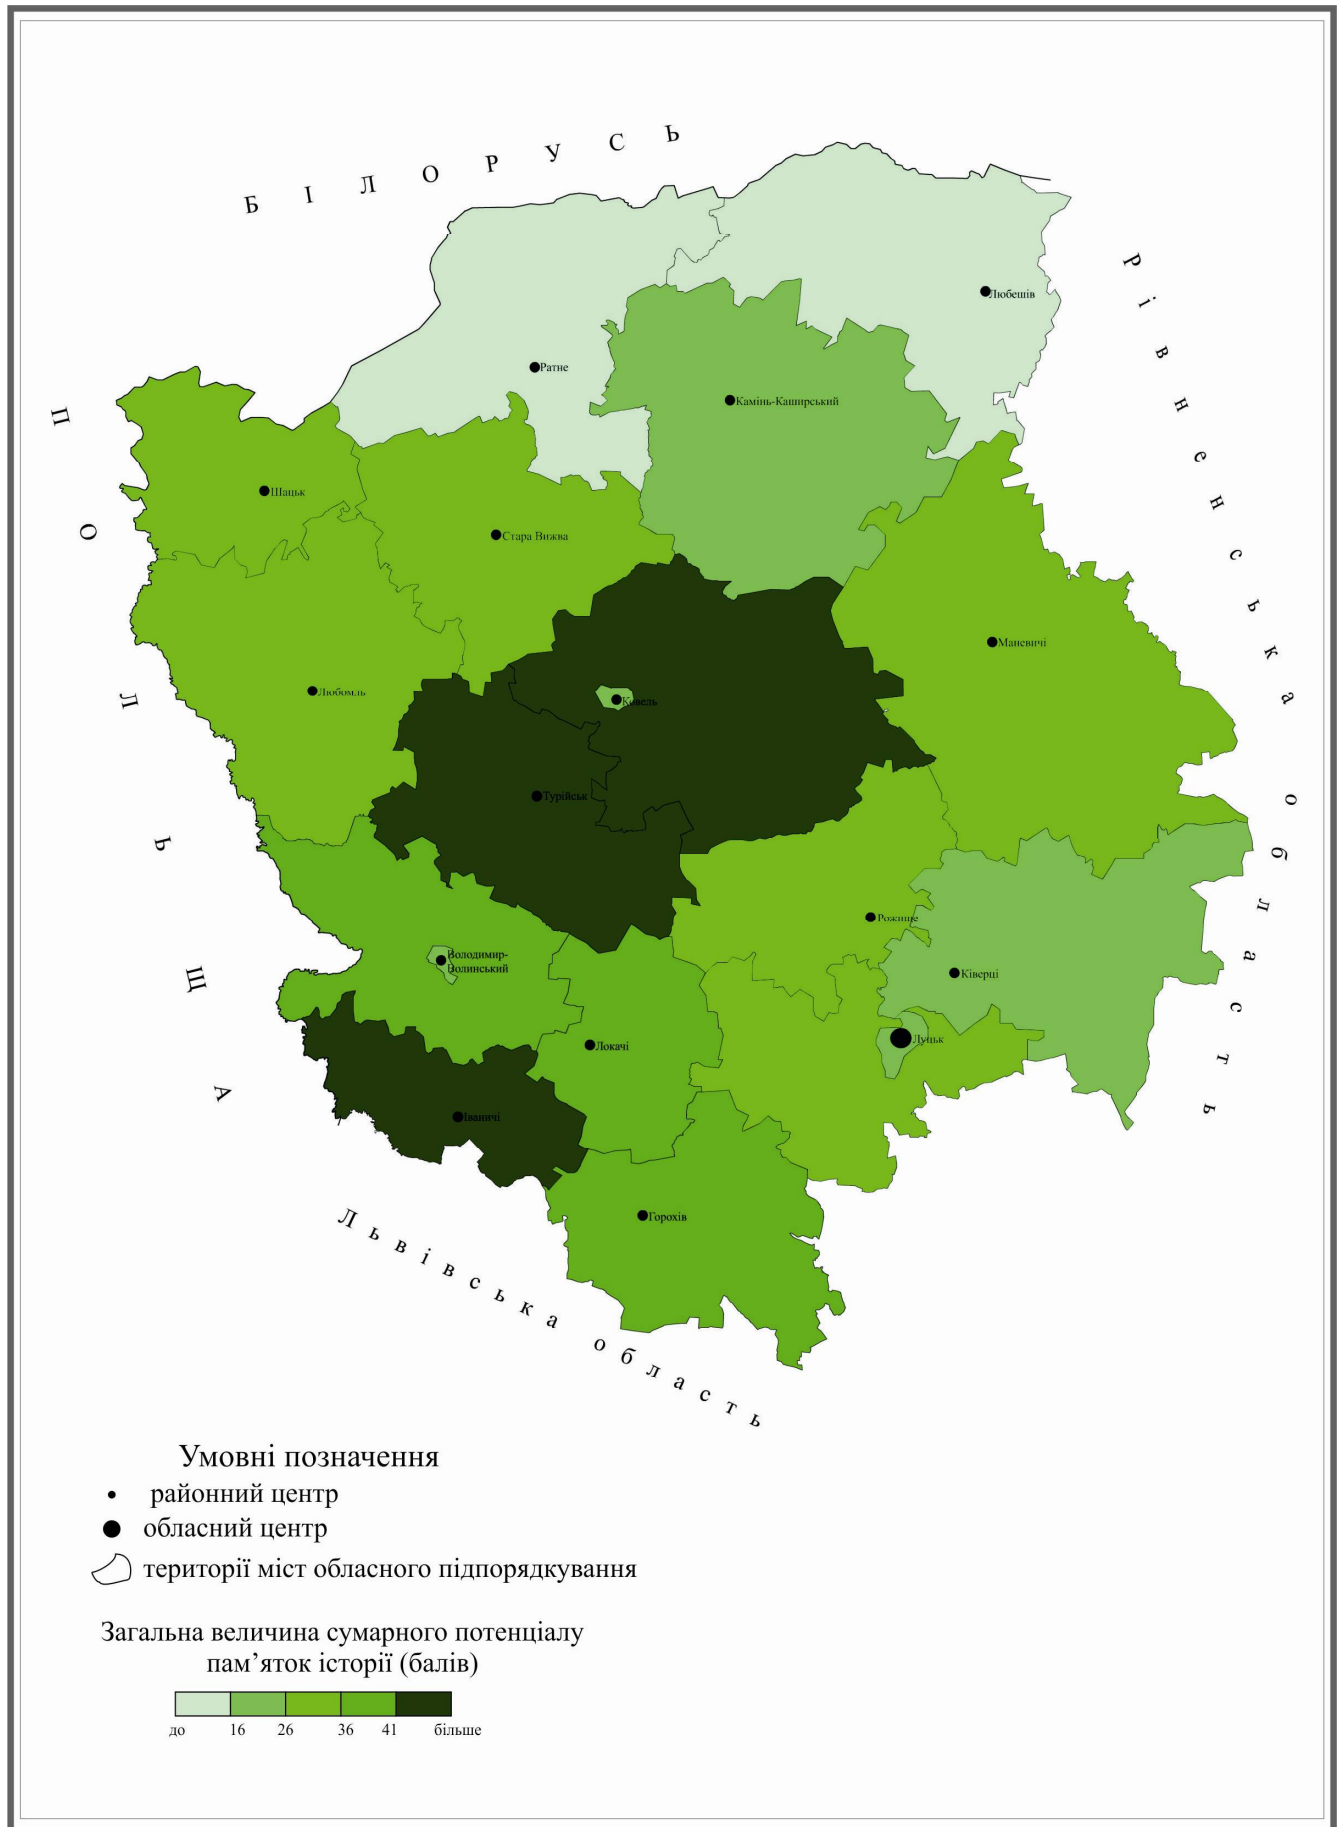 БІЛОРУСЬ
Рівненська область
ПОЛЬЩА
Любешів
Ратне
Камінь-Каширський
Шацьк
Стара Вижва
Маневичі
Любомль
Ковель
Турійськ
Рожище
Володимир-
Волинський
Ківерці
Луцьк
Локачі
Іваничі
Горохів
Львівська область
Умовні позначення
районний центр
обласний центр
території міст обласного підпорядкування
Загальна величина сумарного потенціалу
пам’яток історії (балів)
до 16 26 36 41 більше